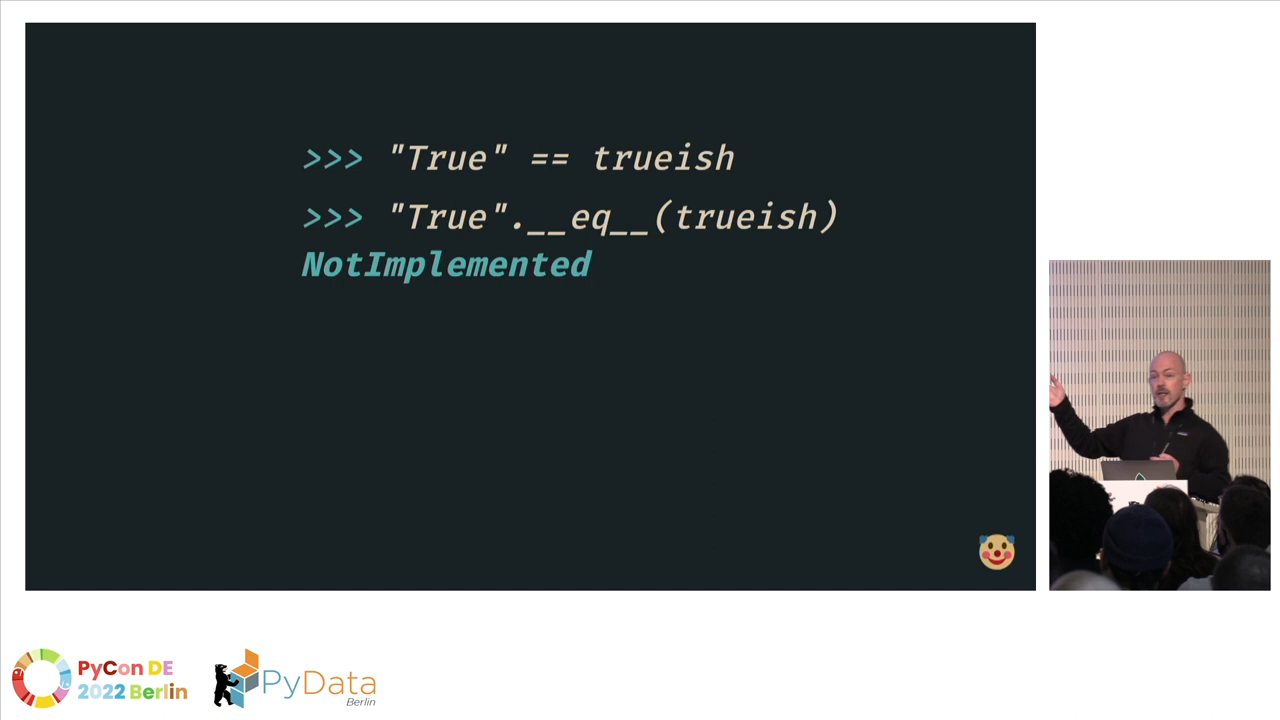 >>> "True" == trueish
>>> "True".__eq__(trueish)
NotImplemented
PyCon DE
2022 Berlin
PyData
Berlin